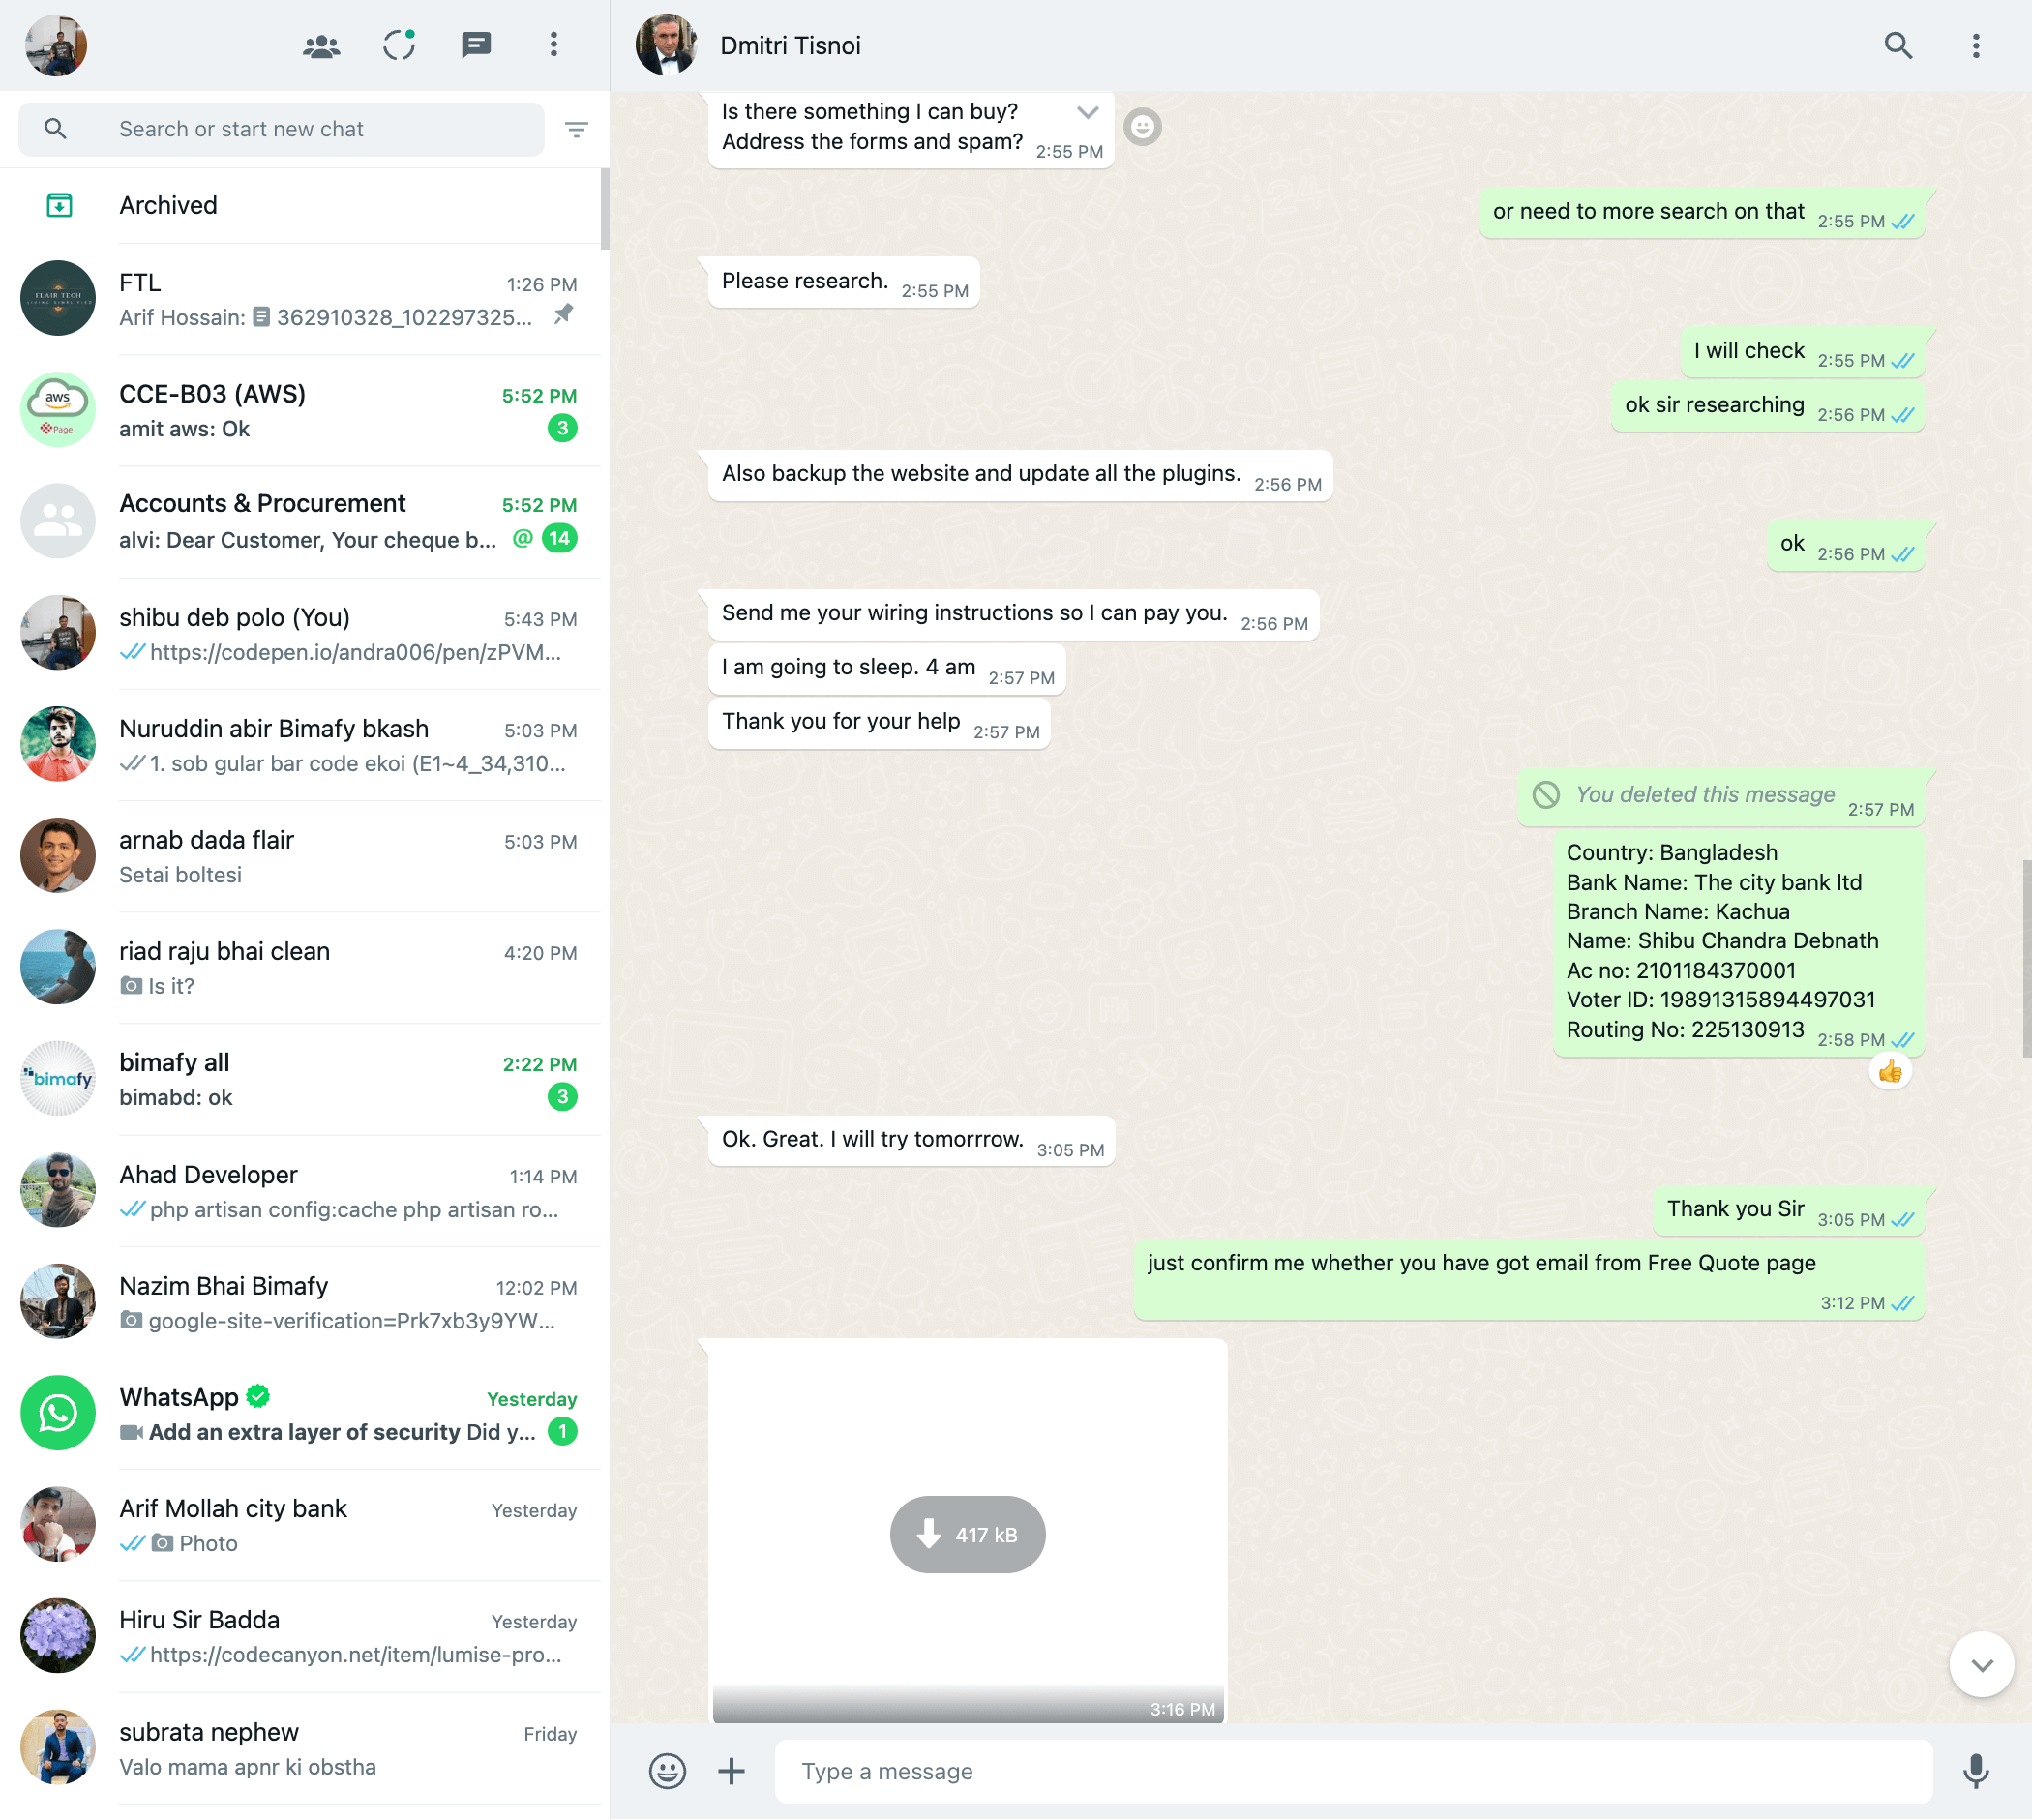 Search or start new chat
Archived
FTL 1:26 PM
Arif Hossain: 362910328_102297325...
CCE-B03 (AWS) 5:52 PM
amit aws: Ok 3
Accounts & Procurement 5:52 PM
alvi: Dear Customer, Your cheque b... @ 14
shibu deb polo (You) 5:43 PM
https://codepen.io/andra006/pen/zPVM...
Nuruddin abir Bimafy bkash 5:03 PM
1. sob gular bar code ekoi (E1~4_34,310...
arnab dada flair 5:03 PM
Setai boltesi
riad raju bhai clean 4:20 PM
Is it?
bimafy all 2:22 PM
bimabd: ok 3
Ahad Developer 1:14 PM
php artisan config:cache php artisan ro...
Nazim Bhai Bimafy 12:02 PM
google-site-verification=Prk7xb3y9YW...
WhatsApp Yesterday
Add an extra layer of security Did y... 1
Arif Mollah city bank Yesterday
Photo
Hiru Sir Badda Yesterday
https://codecanyon.net/item/lumise-pro...
subrata nephew Friday
Valo mama apnr ki obstha
FLAIR TECH
LIVING SIMPLIFIED
aws
Page
bimafy
Dmitri Tisnoi
Is there something I can buy?
Address the forms and spam? 2:55 PM
or need to more search on that 2:55 PM
Please research. 2:55 PM
I will check 2:55 PM
ok sir researching 2:56 PM
Also backup the website and update all the plugins. 2:56 PM
ok 2:56 PM
Send me your wiring instructions so I can pay you. 2:56 PM
I am going to sleep. 4 am 2:57 PM
Thank you for your help 2:57 PM
You deleted this message 2:57 PM
Country: Bangladesh
Bank Name: The city bank ltd
Branch Name: Kachua
Name: Shibu Chandra Debnath
Ac no: 2101184370001
Voter ID: 19891315894497031
Routing No: 225130913 2:58 PM
Ok. Great. I will try tomorrrow. 3:05 PM
Thank you Sir 3:05 PM
just confirm me whether you have got email from Free Quote page
3:12 PM
417 kB
3:16 PM
Type a message